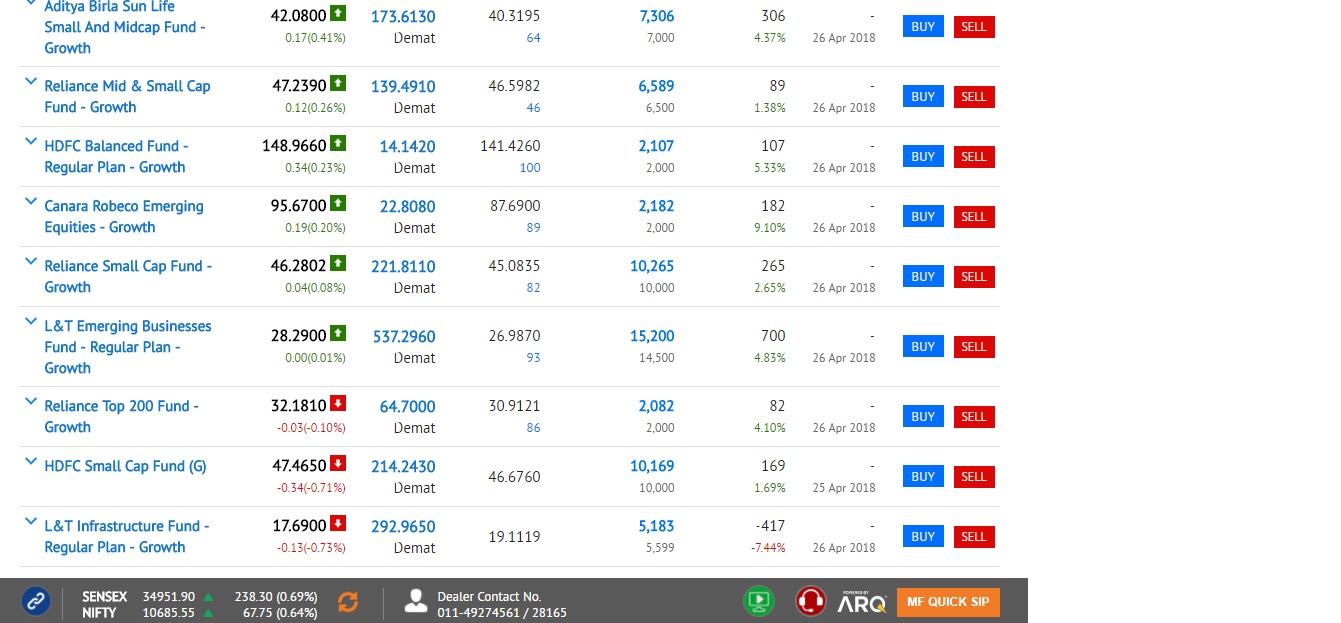 Aditya Birla Sun Life
Small And Midcap Fund -
Growth
42.0800 173.6130 40.3195 7,306 306 - BUY SELL
0.17(0.41%) Demat 64 7,000 4.37% 26 Apr 2018
Reliance Mid & Small Cap
Fund - Growth
47.2390 139.4910 46.5982 6,589 89 - BUY SELL
0.12(0.26%) Demat 46 6,500 1.38% 26 Apr 2018
HDFC Balanced Fund -
Regular Plan - Growth
148.9660 14.1420 141.4260 2,107 107 - BUY SELL
0.34(0.23%) Demat 100 2,000 5.33% 26 Apr 2018
Canara Robeco Emerging
Equities - Growth
95.6700 22.8080 87.6900 2,182 182 - BUY SELL
0.19(0.20%) Demat 89 2,000 9.10% 26 Apr 2018
Reliance Small Cap Fund -
Growth
46.2802 221.8110 45.0835 10,265 265 - BUY SELL
0.04(0.08%) Demat 82 10,000 2.65% 26 Apr 2018
L&T Emerging Businesses
Fund - Regular Plan -
Growth
28.2900 537.2960 26.9870 15,200 700 - BUY SELL
0.00(0.01%) Demat 93 14,500 4.83% 26 Apr 2018
Reliance Top 200 Fund -
Growth
32.1810 64.7000 30.9121 2,082 82 - BUY SELL
-0.03(-0.10%) Demat 86 2,000 4.10% 26 Apr 2018
HDFC Small Cap Fund (G)
47.4650 214.2430 46.6760 10,169 169 - BUY SELL
-0.34(-0.71%) Demat 10,000 1.69% 25 Apr 2018
L&T Infrastructure Fund -
Regular Plan - Growth
17.6900 292.9650 19.1119 5,183 -417 - BUY SELL
-0.13(-0.73%) Demat 5,599 -7.44% 26 Apr 2018
SENSEX 34951.90 238.30 (0.69%)
NIFTY 10685.55 67.75 (0.64%)
Dealer Contact No.
011-49274561 / 28165
POWERED BY
ARQ
MF QUICK SIP